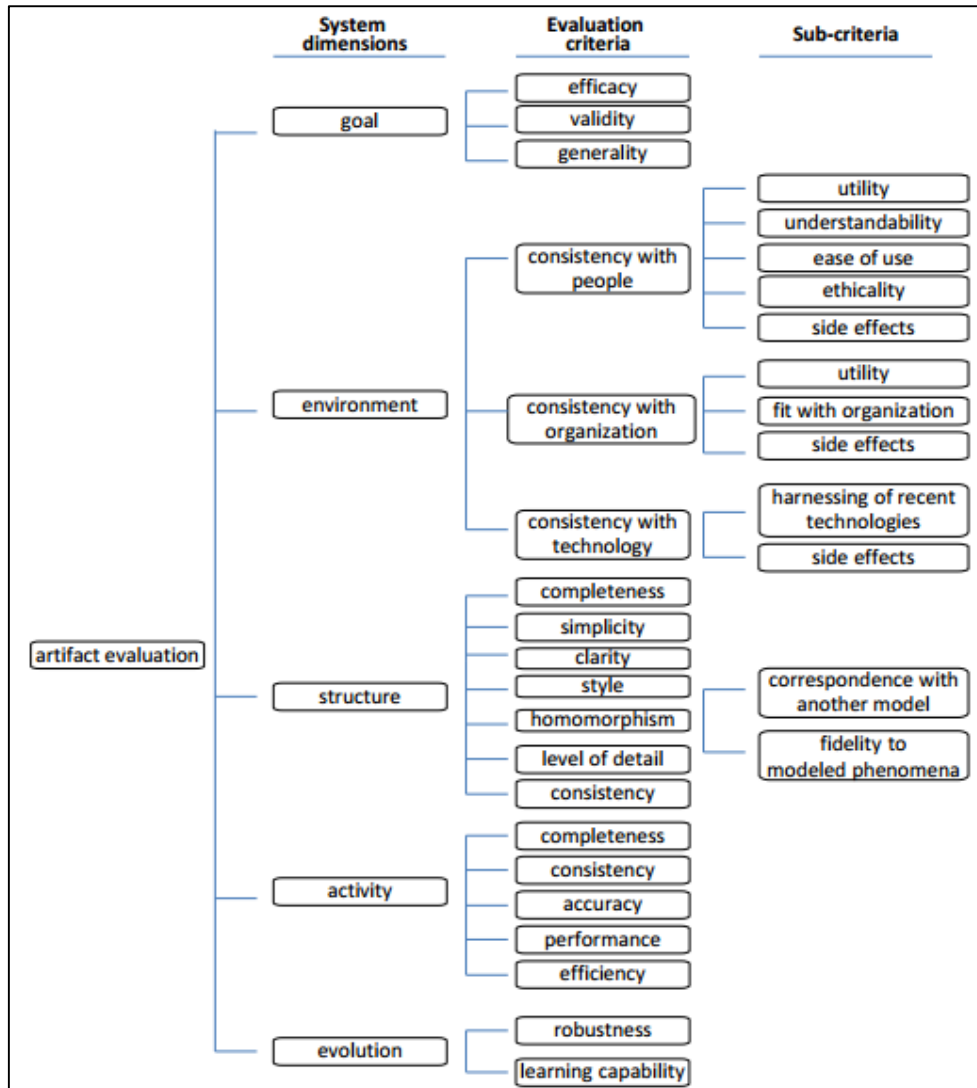 System
dimensions
Evaluation
criteria
Sub-criteria
artifact evaluation
goal
efficacy
validity
generality
environment
consistency with
people
utility
understandability
ease of use
ethicality
side effects
consistency with
organization
utility
fit with organization
side effects
consistency with
technology
harnessing of recent
technologies
side effects
structure
completeness
simplicity
clarity
style
homomorphism
correspondence with
another model
fidelity to
modeled phenomena
level of detail
consistency
activity
completeness
consistency
accuracy
performance
efficiency
evolution
robustness
learning capability